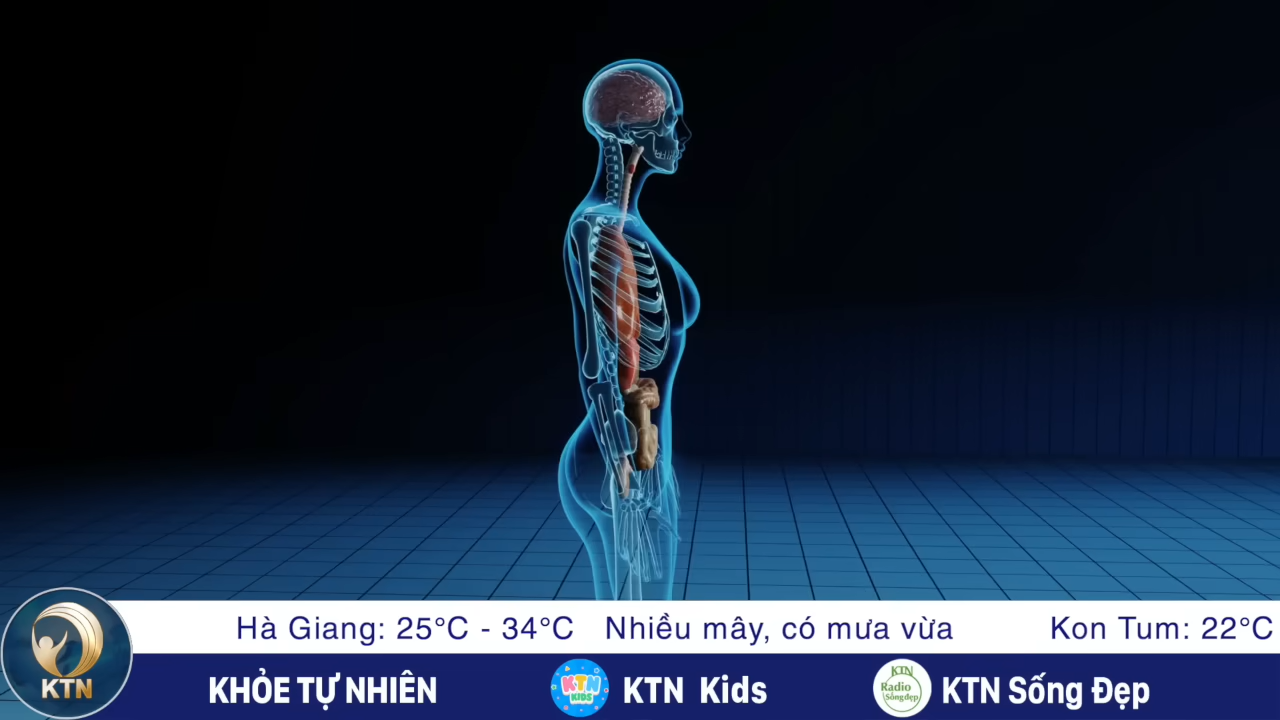 Hà Giang: 25°C - 34°C Nhiều mây, có mưa vừa Kon Tum: 22°C
KTN
KHỎE TỰ NHIÊN
KTN KIDS
KTN Kids
KTN Radio Sống đẹp
KTN Sống Đẹp